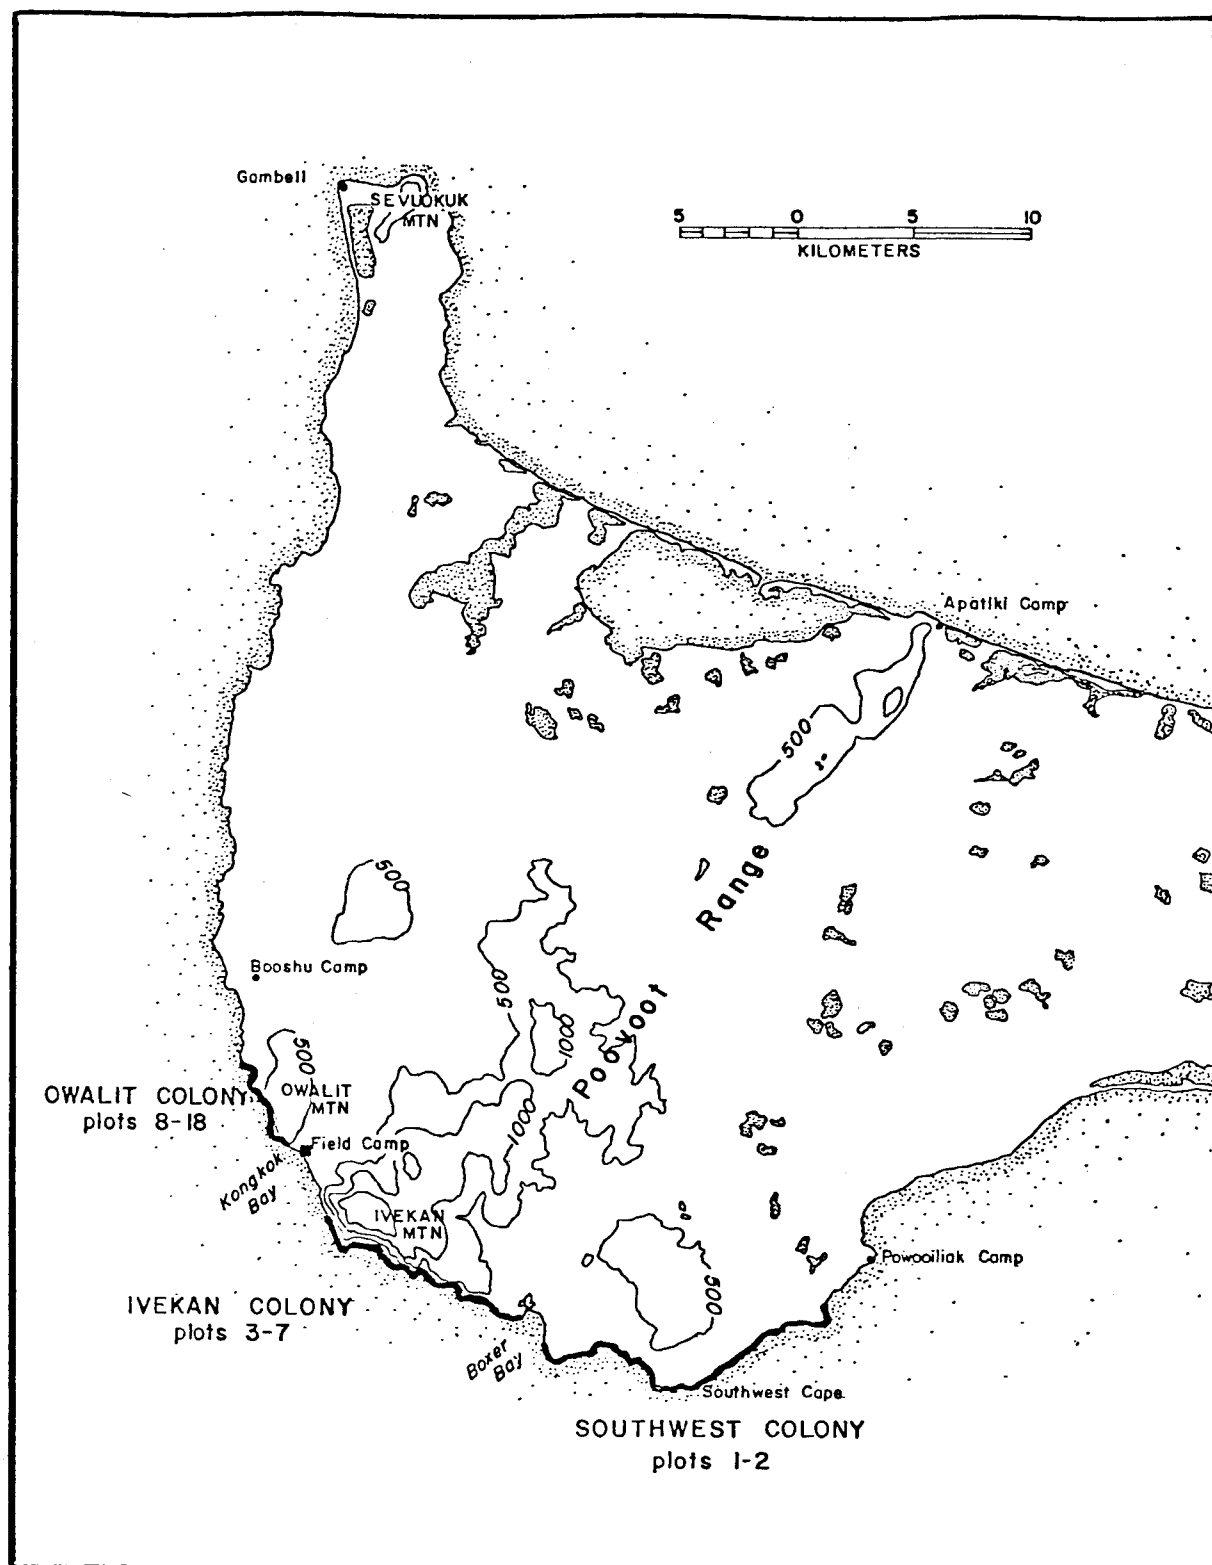 Gambell
SEVUOKUK
MTN
5 0 5 10
KILOMETERS
Apatiki Camp
500
Range
500
Booshu Camp
500
1000
Poovoot
500
OWALIT COLONY
plots 8-18
OWALIT
MTN
1000
Field Camp
Kongkok
Bay
IVEKAN
MTN
Powooiliak Camp
500
IVEKAN COLONY
plots 3-7
Boxer
Bay
Southwest Cape
SOUTHWEST COLONY
plots 1-2